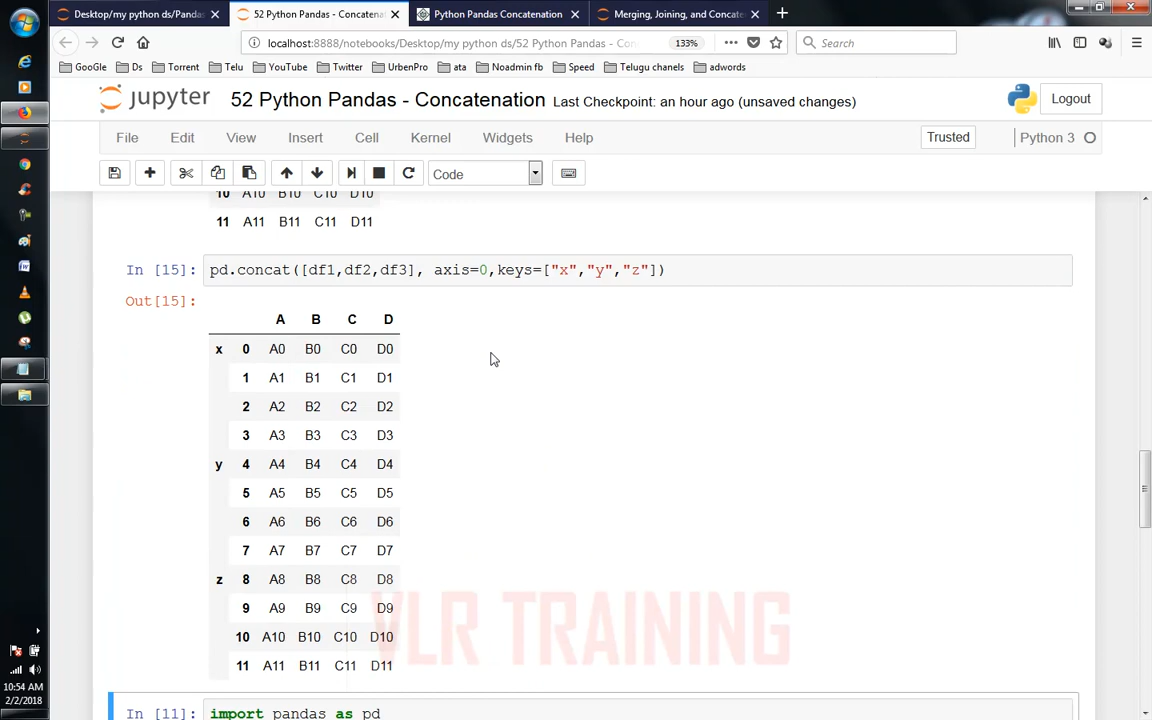 Desktop/my python ds/Panda
52 Python Pandas - Concatena
Python Pandas Concatenation
Merging, Joining, and Concate
localhost:8888/notebooks/Desktop/my python ds/52 Python Pandas - Con
133%
Search
GooGle Ds Torrent Telu YouTube Twitter UrbenPro ata Noadmin fb Speed Telugu chanels adwords
jupyter 52 Python Pandas - Concatenation Last Checkpoint: an hour ago (unsaved changes) Logout
File Edit View Insert Cell Kernel Widgets Help Trusted Python 3
Code
10 A10 B10 C10 D10
11 A11 B11 C11 D11
In [15]: pd.concat([df1,df2,df3], axis=0,keys=["x","y","z"])
Out[15]:
A B C D
x 0 A0 B0 C0 D0
1 A1 B1 C1 D1
2 A2 B2 C2 D2
3 A3 B3 C3 D3
y 4 A4 B4 C4 D4
5 A5 B5 C5 D5
6 A6 B6 C6 D6
7 A7 B7 C7 D7
z 8 A8 B8 C8 D8
9 A9 B9 C9 D9
10 A10 B10 C10 D10
11 A11 B11 C11 D11
VLR TRAINING
In [11]: import pandas as pd
10:54 AM
2/2/2018